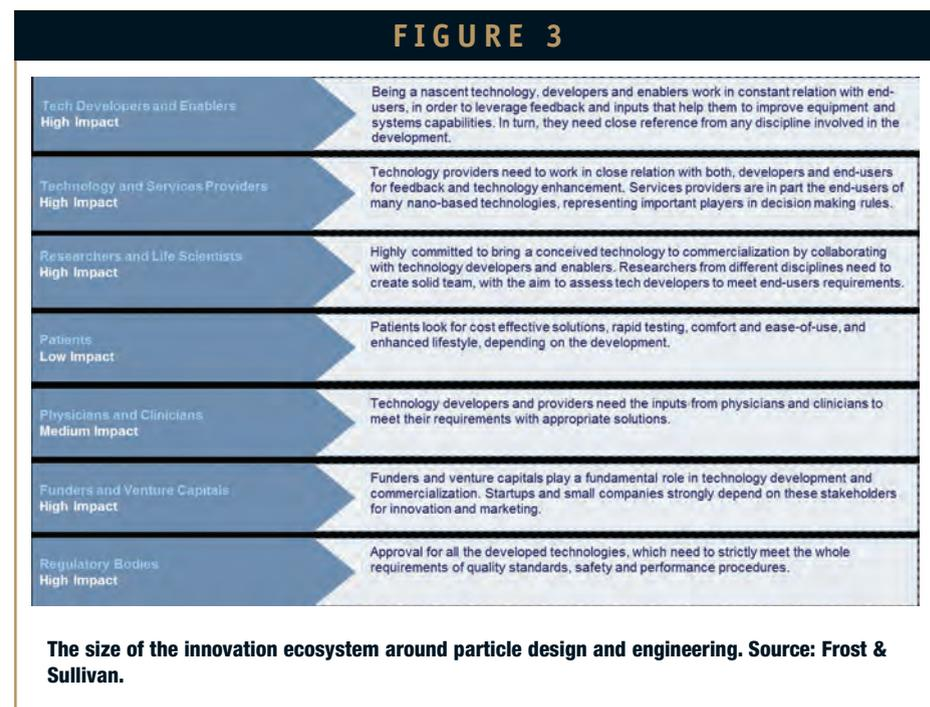 FIGURE 3
Tech Developers and Enablers
High Impact
Being a nascent technology, developers and enablers work in constant relation with end-
users, in order to leverage feedback and inputs that help them to improve equipment and
systems capabilities. In turn, they need close reference from any discipline involved in the
development.
Technology and Services Providers
High Impact
Technology providers need to work in close relation with both, developers and end-users
for feedback and technology enhancement. Services providers are in part the end-users of
many nano-based technologies, representing important players in decision making rules.
Researchers and Life Scientists
High Impact
Highly committed to bring a conceived technology to commercialization by collaborating
with technology developers and enablers. Researchers from different disciplines need to
create solid team, with the aim to assess tech developers to meet end-users requirements.
Patients
Low Impact
Patients look for cost effective solutions, rapid testing, comfort and ease-of-use, and
enhanced lifestyle, depending on the development.
Physicians and Clinicians
Medium Impact
Technology developers and providers need the inputs from physicians and clinicians to
meet their requirements with appropriate solutions.
Funders and Venture Capitals
High Impact
Funders and venture capitals play a fundamental role in technology development and
commercialization. Startups and small companies strongly depend on these stakeholders
for innovation and marketing.
Regulatory Bodies
High Impact
Approval for all the developed technologies, which need to strictly meet the whole
requirements of quality standards, safety and performance procedures.
The size of the innovation ecosystem around particle design and engineering. Source: Frost &
Sullivan.